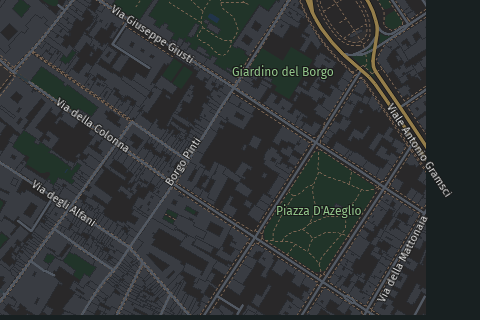 Via Giuseppe Giusti
Giardino del Borgo
Via della Colonna
Viale Antonio Gramsci
Borgo Pinti
Via degli Alfani
Piazza D'Azeglio
Via della Mattonaia